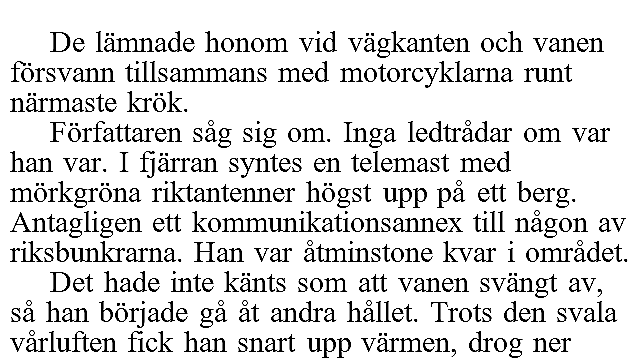 De lämnade honom vid vägkanten och vanen
försvann tillsammans med motorcyklarna runt
närmaste krök.
Författaren såg sig om. Inga ledtrådar om var
han var. I fjärran syntes en telemast med
mörkgröna riktantenner högst upp på ett berg.
Antagligen ett kommunikationsannex till någon av
riksbunkrarna. Han var åtminstone kvar i området.
Det hade inte känts som att vanen svängt av,
så han började gå åt andra hållet. Trots den svala
vårluften fick han snart upp värmen, drog ner